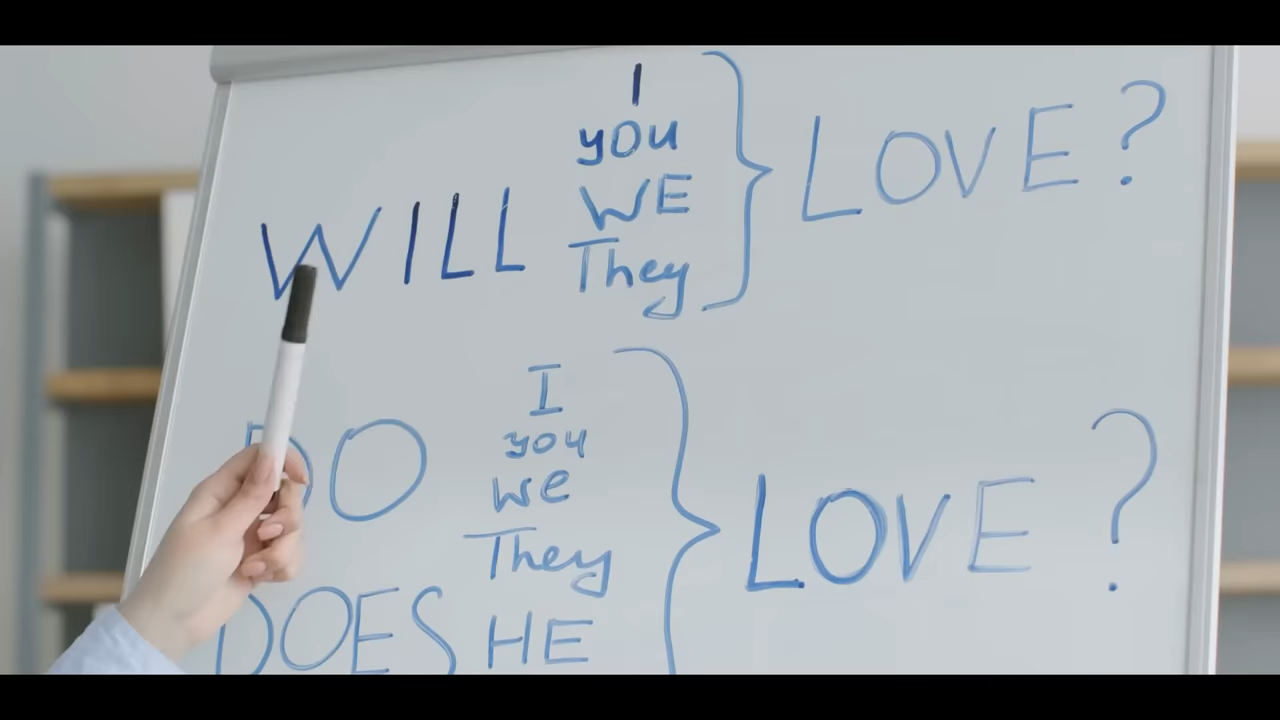 I
you
WE
WILL They } LOVE ?
I
you
we
DO They } LOVE ?
DOES HE